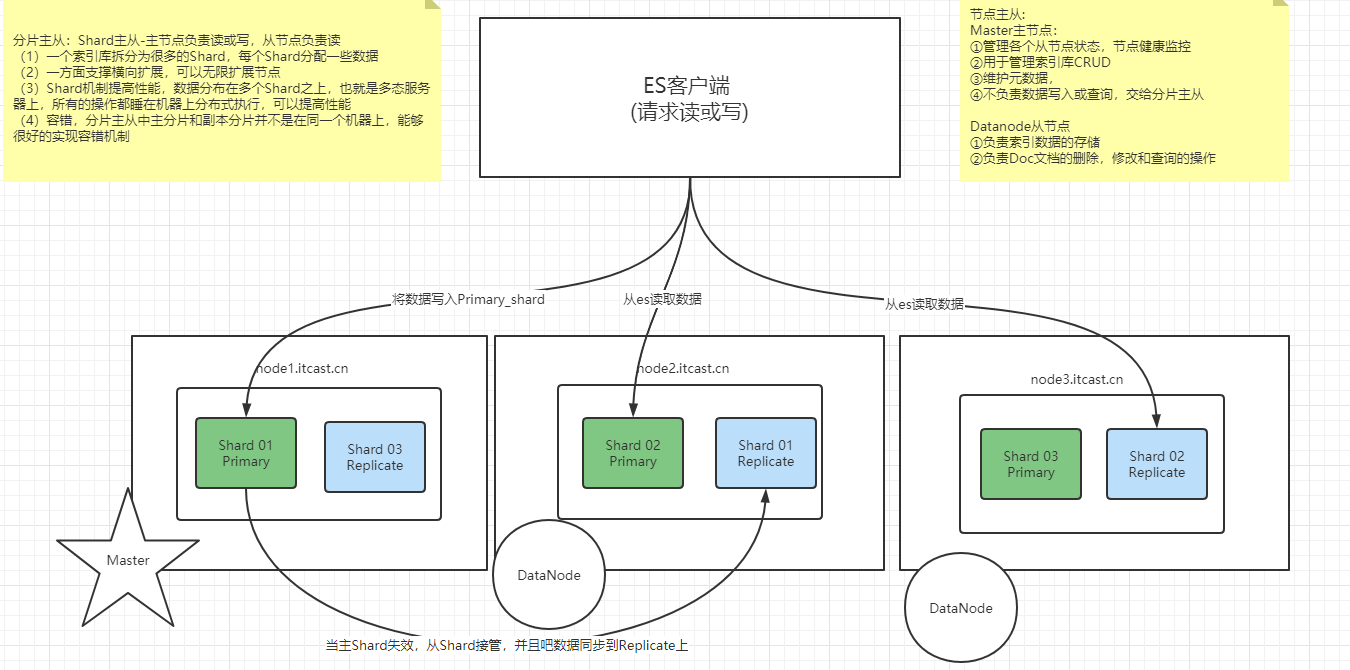 分片主从：Shard主从-主节点负责读或写，从节点负责读
（1）一个索引库拆分为很多的Shard，每个Shard分配一些数据
（2）一方面支撑横向扩展，可以无限扩展节点
（3）Shard机制提高性能，数据分布在多个Shard之上，也就是多态服务
器上，所有的操作都睡在机器上分布式执行，可以提高性能
（4）容错，分片主从中主分片和副本分片并不是在同一个机器上，能够
很好的实现容错机制
ES客户端
(请求读或写)
节点主从:
Master主节点：
①管理各个从节点状态，节点健康监控
②用于管理索引库CRUD
③维护元数据，
④不负责数据写入或查询，交给分片主从
Datanode从节点
①负责索引数据的存储
②负责Doc文档的删除，修改和查询的操作
将数据写入Primary_shard
从es读取数据
从es读取数据
node1.itcast.cn
node2.itcast.cn
node3.itcast.cn
Shard 01
Primary
Shard 03
Replicate
Shard 02
Primary
Shard 01
Replicate
Shard 03
Primary
Shard 02
Replicate
Master
DataNode
DataNode
当主Shard失效，从Shard接管，并且吧数据同步到Replicate上